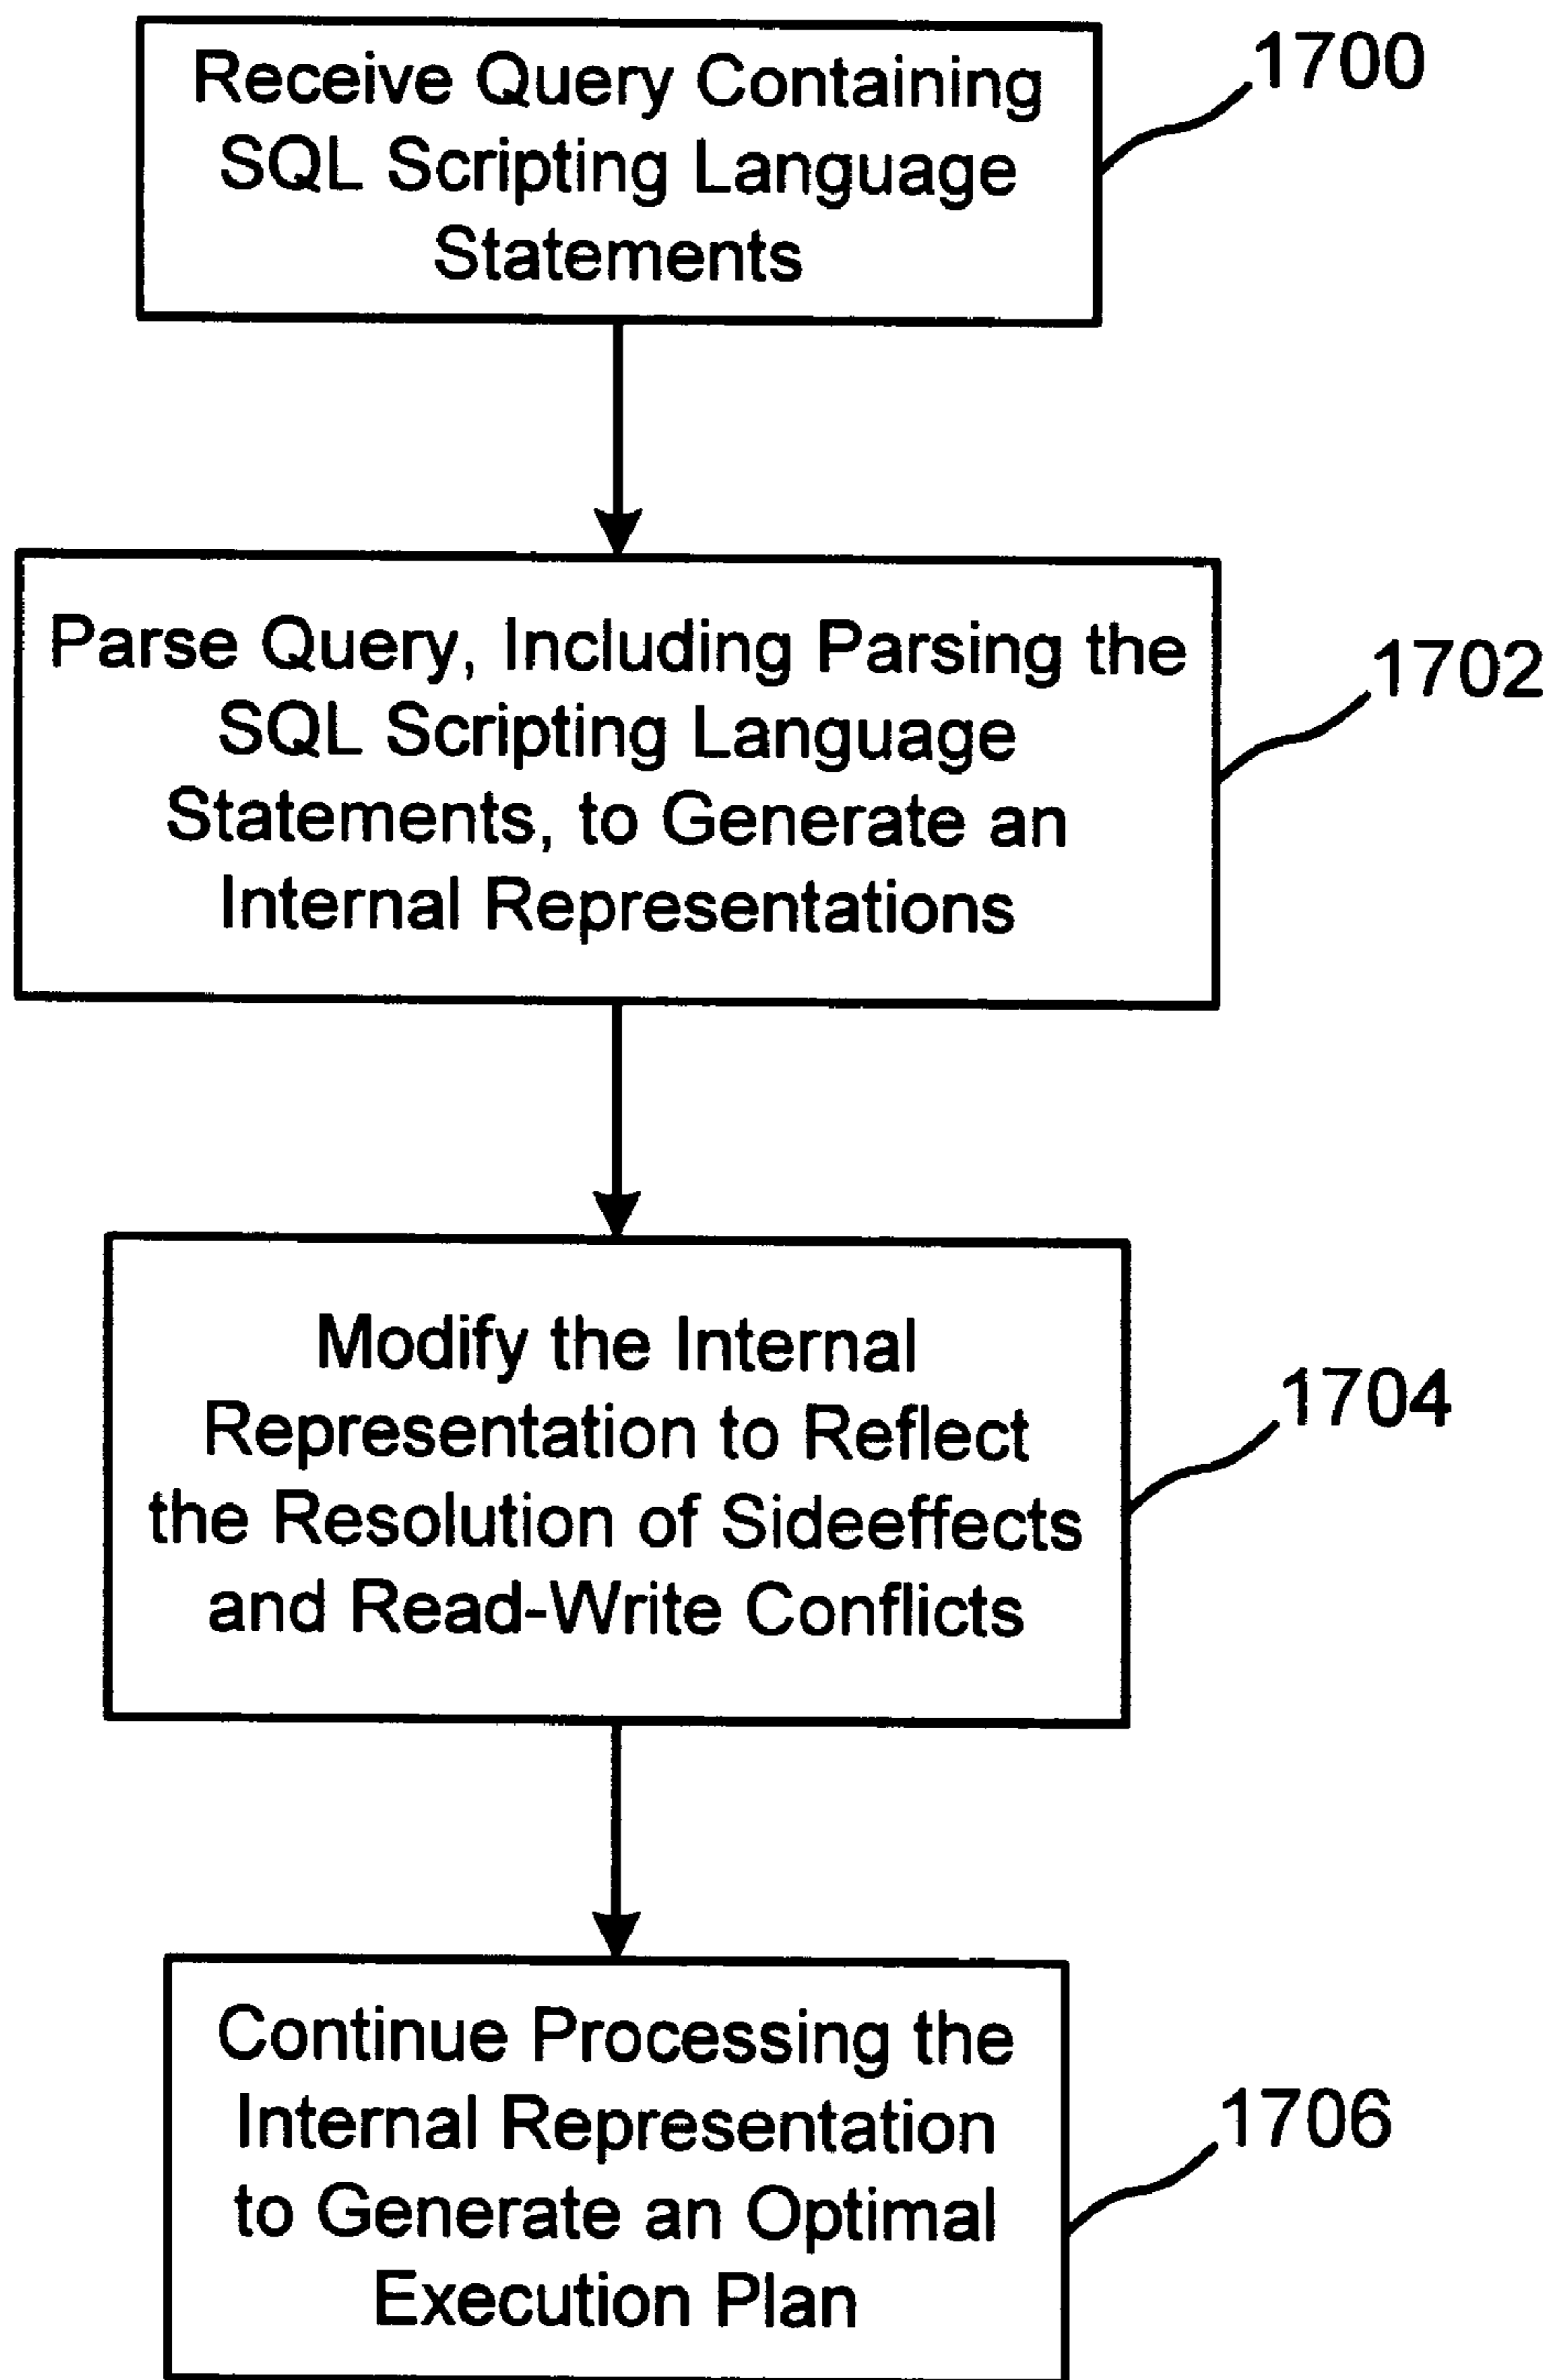 Receive Query Containing
SQL Scripting Language
Statements
1700
Parse Query, Including Parsing the
SQL Scripting Language
Statements, to Generate an
Internal Representations
1702
Modify the Internal
Representation to Reflect
the Resolution of Sideeffects
and Read-Write Conflicts
1704
Continue Processing the
Internal Representation
to Generate an Optimal
Execution Plan
1706